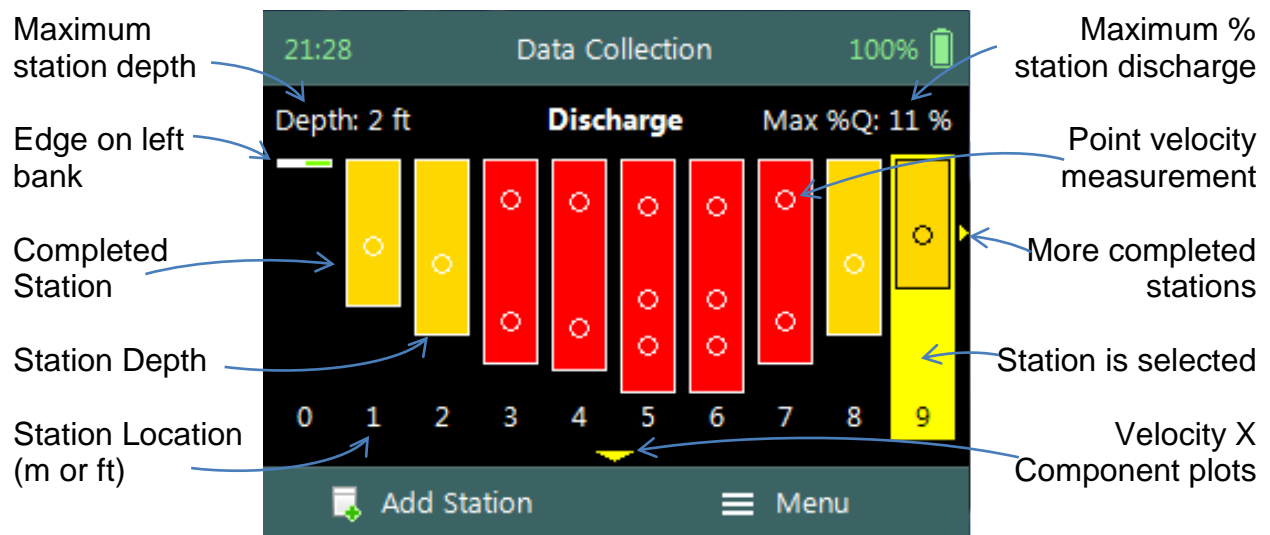 Maximum
station depth
Edge on left
bank
Completed
Station
Station Depth
Station Location
(m or ft)
21:28 Data Collection 100%
Depth: 2 ft Discharge Max %Q: 11 %
0 1 2 3 4 5 6 7 8 9
Add Station Menu
Maximum %
station discharge
Point velocity
measurement
More completed
stations
Station is selected
Velocity X
Component plots